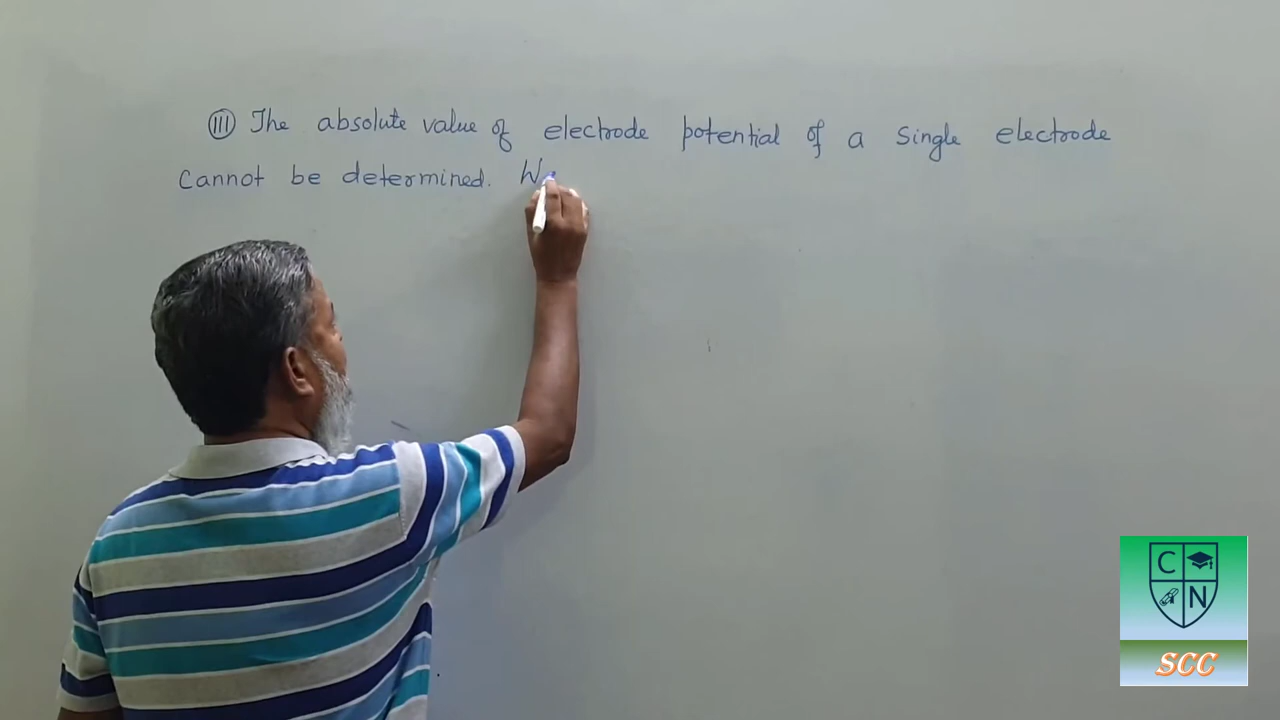 (III) The absolute value of electrode potential of a single electrode
cannot be determined. W
C
N
SCC